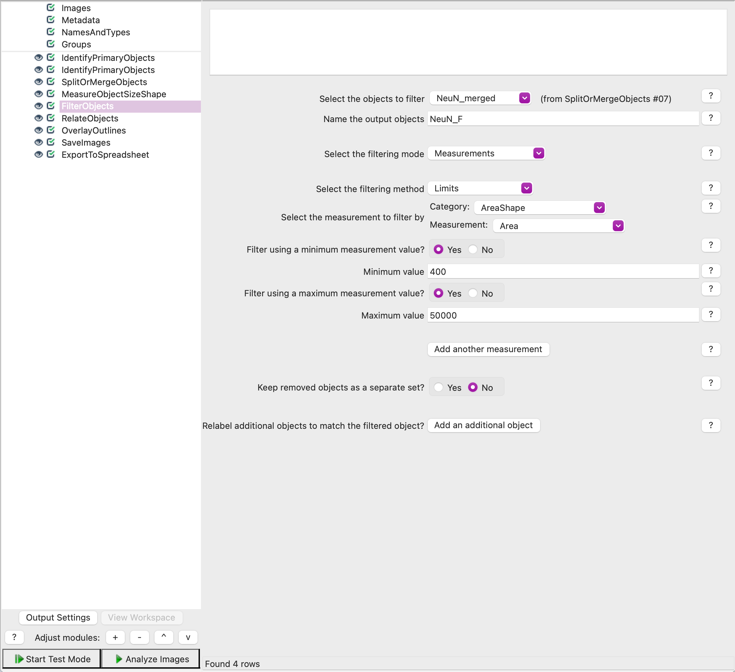 Images
Metadata
NamesAndTypes
Groups
IdentifyPrimaryObjects
IdentifyPrimaryObjects
SplitOrMergeObjects
MeasureObjectSizeShape
FilterObjects
RelateObjects
OverlayOutlines
SaveImages
ExportToSpreadsheet
Output Settings View Workspace
? Adjust modules: + - ^ v
Start Test Mode Analyze Images
Select the objects to filter NeuN_merged (from SplitOrMergeObjects #07) ?
Name the output objects NeuN_F ?
Select the filtering mode Measurements ?
Select the filtering method Limits ?
Select the measurement to filter by
Category: AreaShape ?
Measurement: Area
Filter using a minimum measurement value? Yes No ?
Minimum value 400 ?
Filter using a maximum measurement value? Yes No ?
Maximum value 50000 ?
Add another measurement ?
Keep removed objects as a separate set? Yes No ?
Relabel additional objects to match the filtered object? Add an additional object ?
Found 4 rows